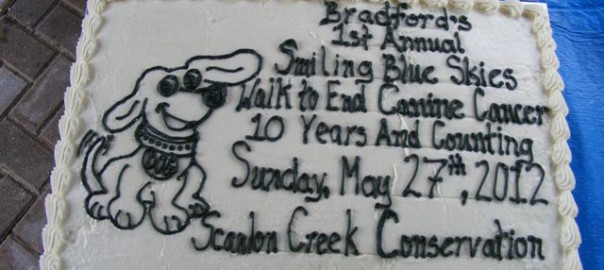 Bradford's
1st Annual
Smiling Blue Skies
Walk to End Canine Cancer
10 Years And Counting
Sunday, May 27th, 2012
Scanlon Creek Conservation